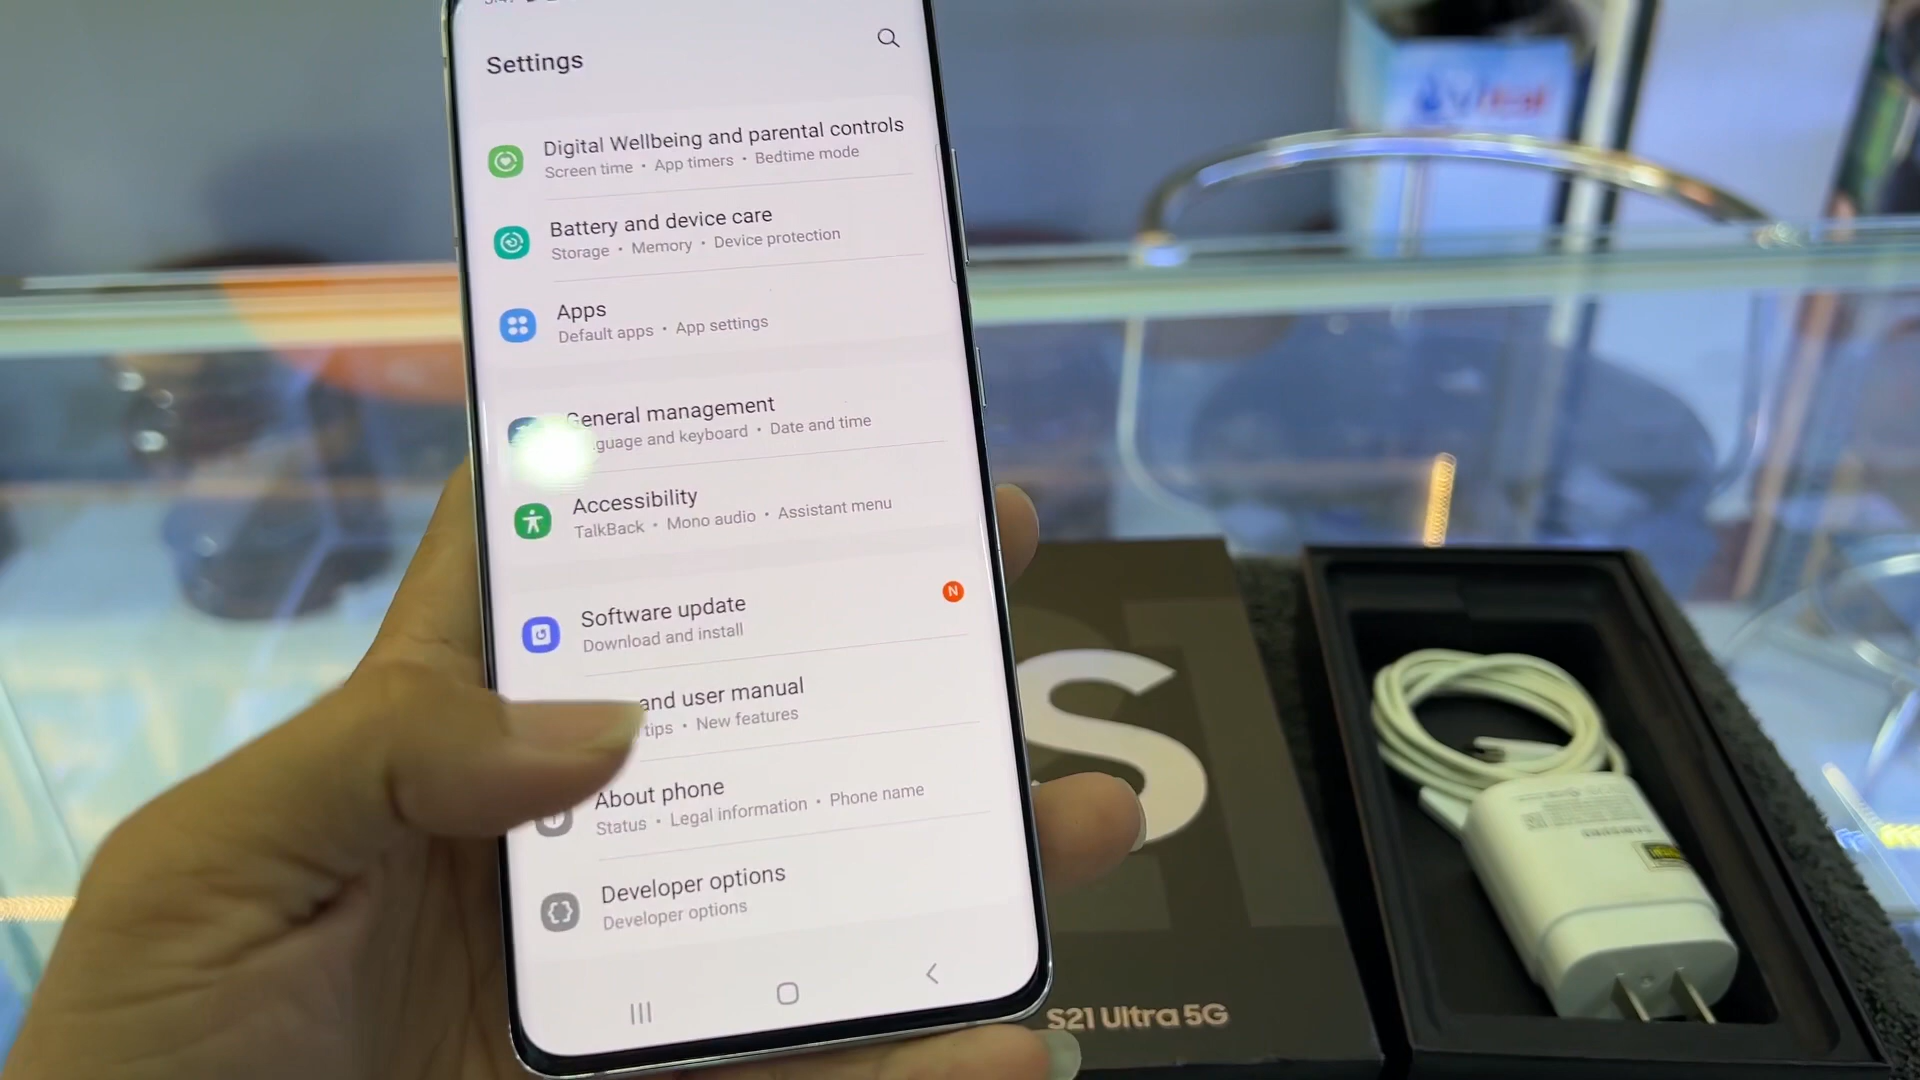 Settings
Digital Wellbeing and parental controls
Screen time • App timers • Bedtime mode
Battery and device care
Storage • Memory • Device protection
Apps
Default apps • App settings
General management
guage and keyboard • Date and time
Accessibility
TalkBack • Mono audio • Assistant menu
Software update
N
Download and install
and user manual
tips • New features
About phone
Status • Legal information • Phone name
Developer options
Developer options
S
S21 Ultra 5G
SAMSUNG